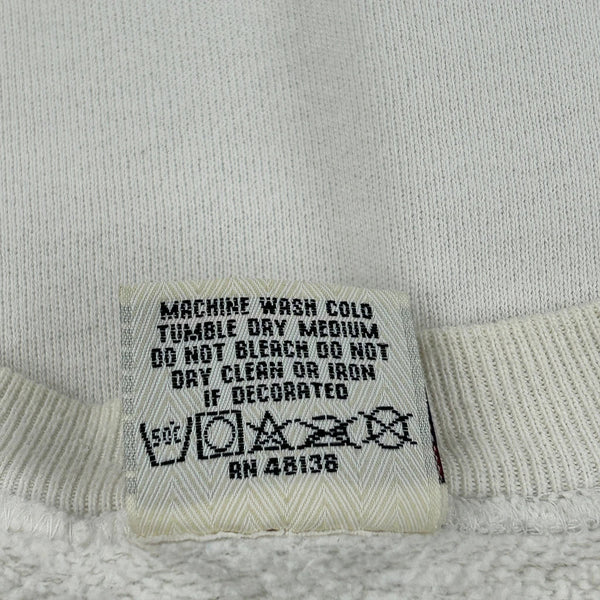 MACHINE WASH COLD
TUMBLE DRY MEDIUM
DO NOT BLEACH DO NOT
DRY CLEAN OR IRON
IF DECORATED
50°C
RN 48136